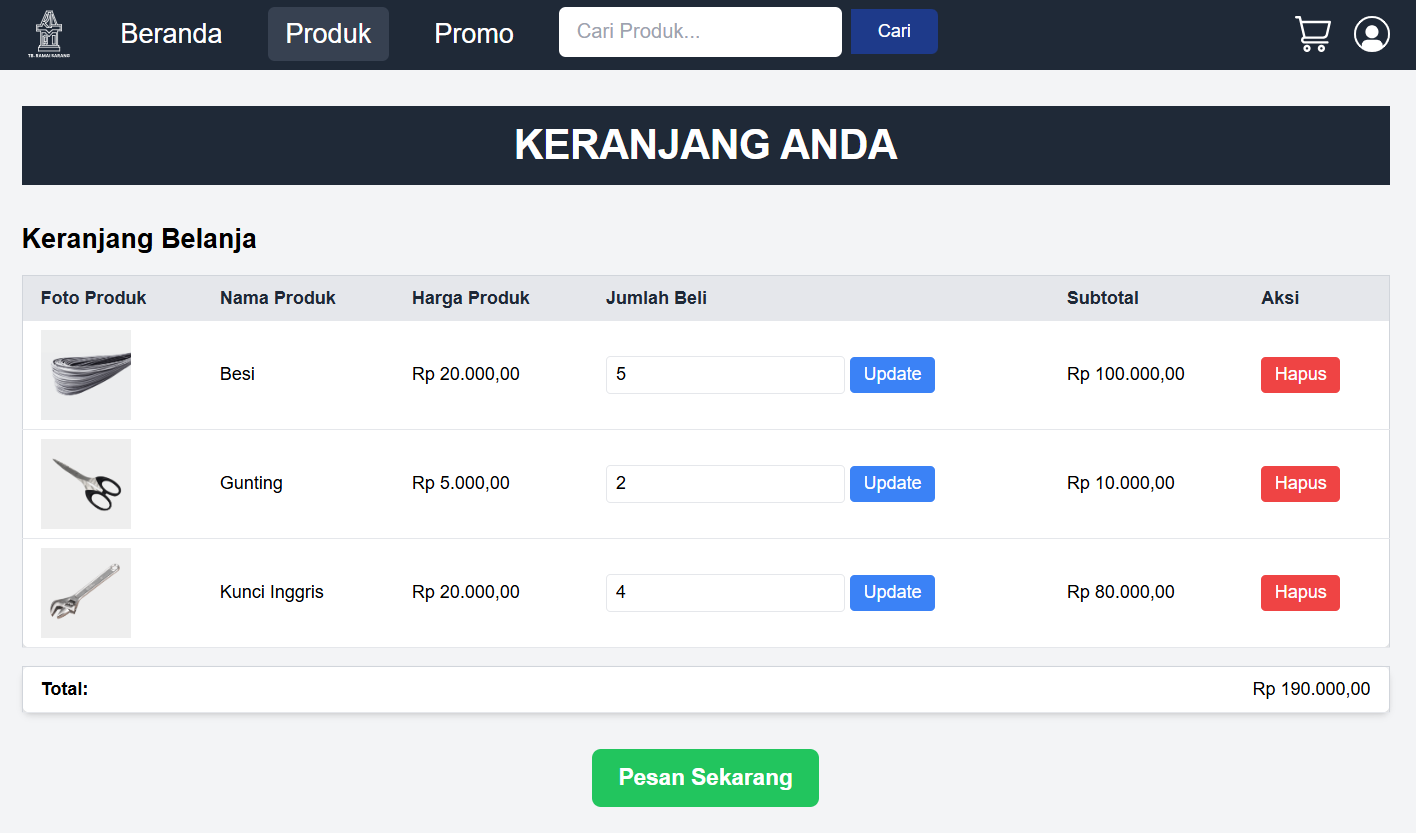 TB. RAMAI SARANG
Beranda
Produk
Promo
Cari Produk...
Cari
KERANJANG ANDA
Keranjang Belanja
Foto Produk Nama Produk Harga Produk Jumlah Beli Subtotal Aksi
Besi Rp 20.000,00 5 Update Rp 100.000,00 Hapus
Gunting Rp 5.000,00 2 Update Rp 10.000,00 Hapus
Kunci Inggris Rp 20.000,00 4 Update Rp 80.000,00 Hapus
Total: Rp 190.000,00
Pesan Sekarang